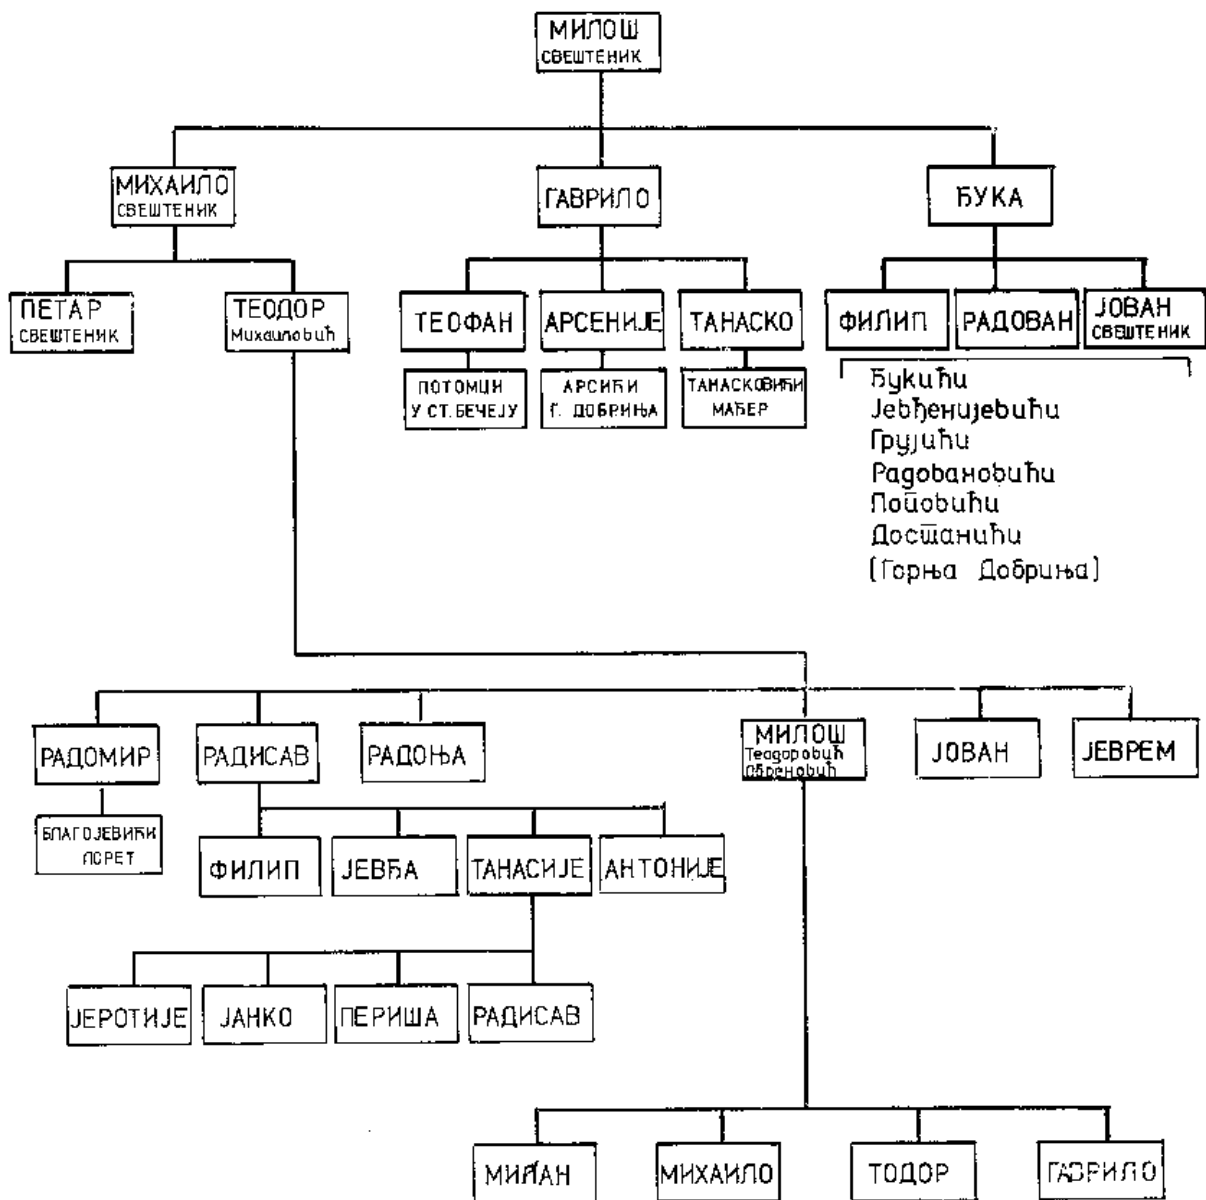 МИЛОШ
СВЕШТЕНИК
МИХАИЛО
СВЕШТЕНИК
ГАВРИЛО
ЂУКА
ПЕТАР
СВЕШТЕНИК
ТЕОДОР
Михаиловић
ТЕОФАН
АРСЕНИЈЕ
ТАНАСКО
ФИЛИП
РАДОВАН
ЈОВАН
СВЕШТЕНИК
ПОТОМЦИ
У СТ. БЕЧЕЈУ
АРСИЋИ
Г. ДОБРИЊА
ТАНАСКОВИЋИ
МАЂЕР
Ђукићи
Јевђенијевићи
Грујићи
Радовановићи
Поповићи
Достанићи
(Горња Добриња)
РАДОМИР
РАДИСАВ
РАДОЊА
МИЛОШ
Теодоровић
Обреновић
ЈОВАН
ЈЕВРЕМ
БЛАГОЈЕВИЋИ
ЛОРЕТ
ФИЛИП
ЈЕВЂА
ТАНАСИЈЕ
АНТОНИЈЕ
ЈЕРОТИЈЕ
ЈАНКО
ПЕРИША
РАДИСАВ
МИЛАН
МИХАИЛО
ТОДОР
ГАВРИЛО